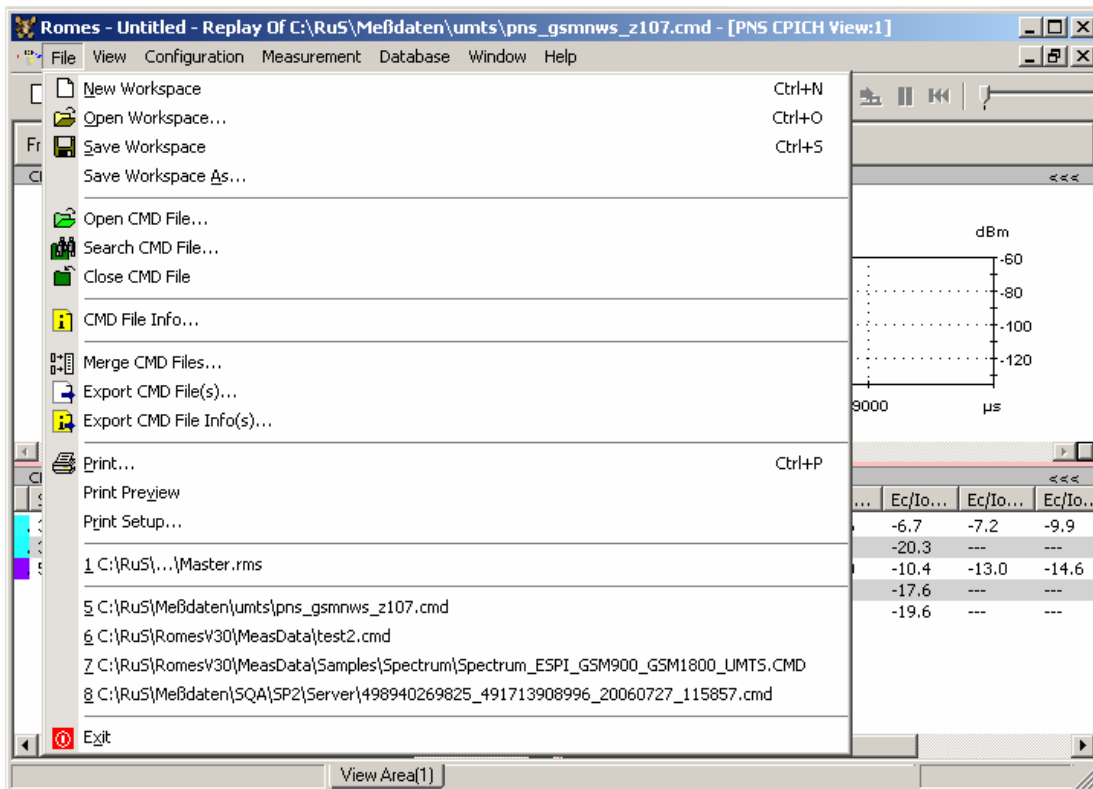 Romes - Untitled - Replay Of C:\RuS\Meßdaten\umts\pns_gsmnws_z107.cmd - [PNS CPICH View:1]
File View Configuration Measurement Database Window Help
New Workspace Ctrl+N
Open Workspace... Ctrl+O
Save Workspace Ctrl+S
Save Workspace As...
Open CMD File...
Search CMD File...
Close CMD File
CMD File Info...
Merge CMD Files...
Export CMD File(s)...
Export CMD File Info(s)...
Print... Ctrl+P
Print Preview
Print Setup...
1 C:\RuS\...\Master.rms
5 C:\RuS\Meßdaten\umts\pns_gsmnws_z107.cmd
6 C:\RuS\RomesV30\MeasData\test2.cmd
7 C:\RuS\RomesV30\MeasData\Samples\Spectrum\Spectrum_ESPI_GSM900_GSM1800_UMTS.CMD
8 C:\RuS\Meßdaten\SQA\SP2\Server\498940269825_491713908996_20060727_115857.cmd
Exit
<<<
dBm
-60
-80
-100
-120
9000 µs
<<<
... Ec/Io... Ec/Io... Ec/Io..
-6.7 -7.2 -9.9
-20.3 --- ---
-10.4 -13.0 -14.6
-17.6 --- ---
-19.6 --- ---
View Area(1)